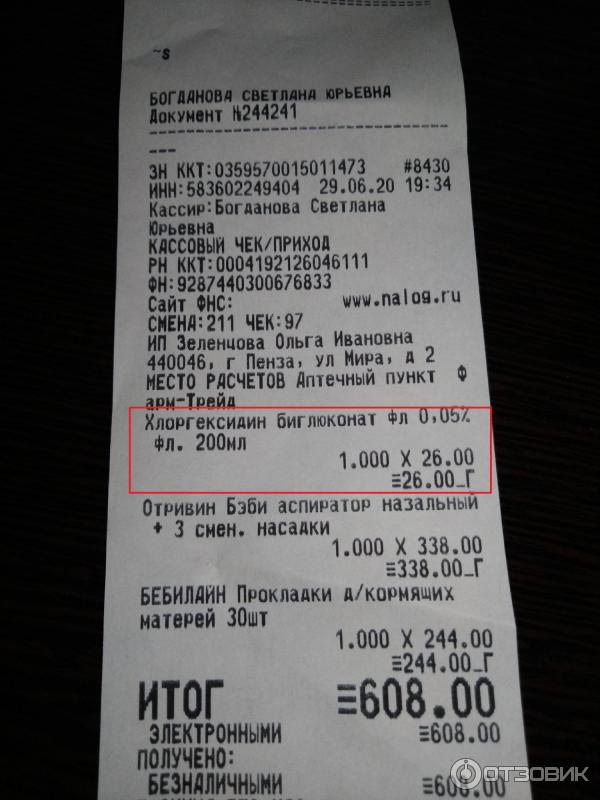 ~s
БОГДАНОВА СВЕТЛАНА ЮРЬЕВНА
Документ №244241
---
ЗН ККТ:0359570015011473 #8430
ИНН:583602249404 29.06.20 19:34
Кассир:Богданова Светлана
Юрьевна
КАССОВЫЙ ЧЕК/ПРИХОД
РН ККТ:0004192126046111
ФН:9287440300676833
Сайт ФНС: www.nalog.ru
СМЕНА:211 ЧЕК:97
ИП Зеленцова Ольга Ивановна
440046, г Пенза, ул Мира, д 2
МЕСТО РАСЧЕТОВ Аптечный пункт Ф
арм-Трейд
Хлоргексидин биглюконат фл 0,05%
фл. 200мл
1.000 X 26.00
≡26.00_Г
Отривин Бэби аспиратор назальный
+ 3 смен. насадки
1.000 X 338.00
≡338.00_Г
БЕБИЛАЙН Прокладки д/кормящих
матерей 30шт
1.000 X 244.00
≡244.00_Г
ИТОГ ≡608.00
ЭЛЕКТРОННЫМИ ≡608.00
ПОЛУЧЕНО:
БЕЗНАЛИЧНЫМИ ≡608.00
ОТЗОВИК